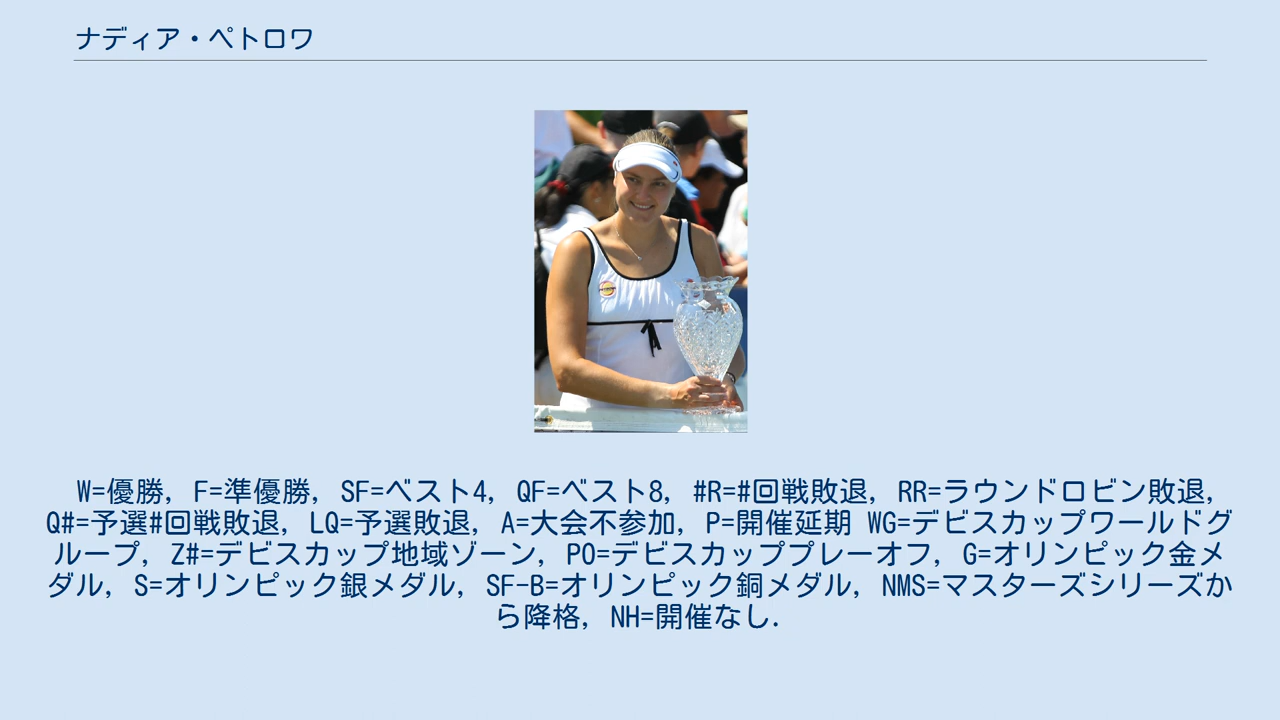 ナディア・ペトロワ
W=優勝, F=準優勝, SF=ベスト4, QF=ベスト8, #R=#回戦敗退, RR=ラウンドロビン敗退,
Q#=予選#回戦敗退, LQ=予選敗退, A=大会不参加, P=開催延期 WG=デビスカップワールドグ
ループ, Z#=デビスカップ地域ゾーン, PO=デビスカッププレーオフ, G=オリンピック金メ
ダル, S=オリンピック銀メダル, SF-B=オリンピック銅メダル, NMS=マスターズシリーズか
ら降格, NH=開催なし.